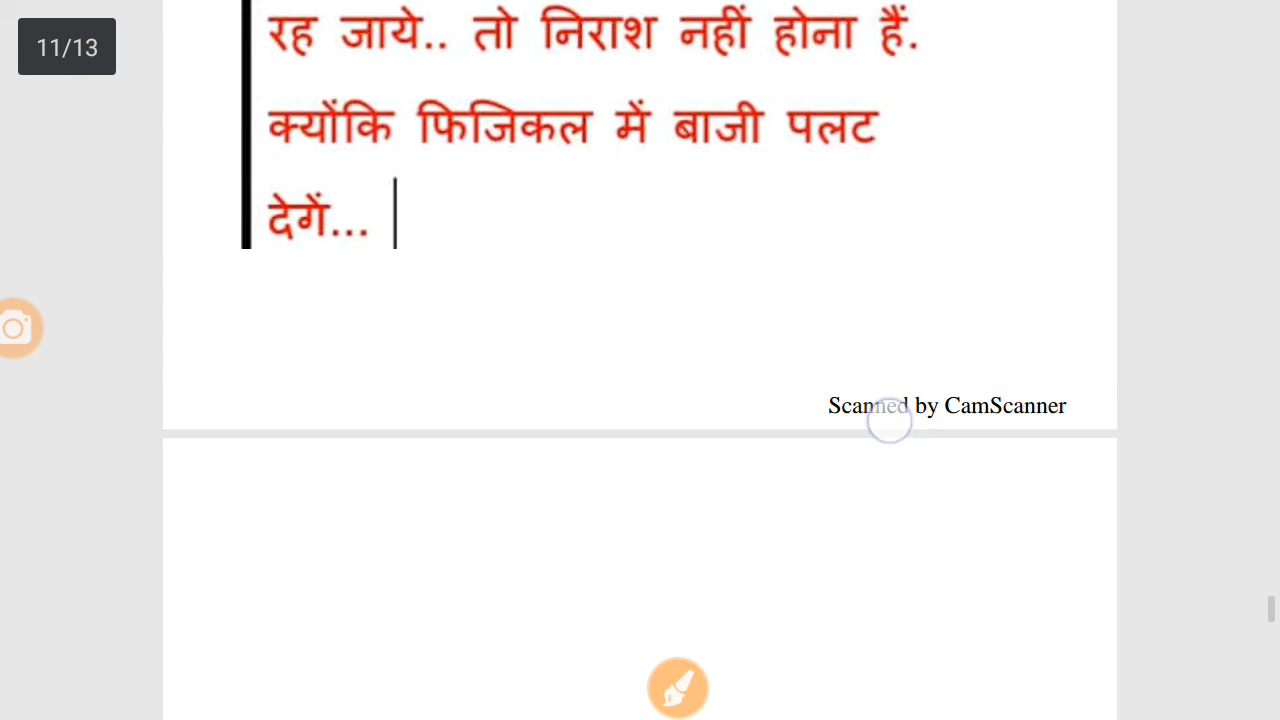 11/13
रह जाये.. तो निराश नहीं होना हैं.
क्योंकि फिजिकल में बाजी पलट
देगें...
Scanned by CamScanner